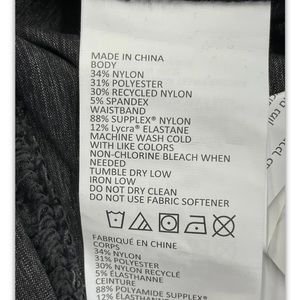 MADE IN CHINA
BODY
34% NYLON
31% POLYESTER
30% RECYCLED NYLON
5% SPANDEX
WAISTBAND
88% SUPPLEX® NYLON
12% Lycra® ELASTANE
MACHINE WASH COLD
WITH LIKE COLORS
NON-CHLORINE BLEACH WHEN
NEEDED
TUMBLE DRY LOW
IRON LOW
DO NOT DRY CLEAN
DO NOT USE FABRIC SOFTENER
FABRIQUÉ EN CHINE
CORPS
34% NYLON
31% POLYESTER
30% NYLON RECYCLÉ
5% ÉLASTHANNE
CEINTURE
88% POLYAMIDE SUPPLEX®
12% ÉLASTHANNE